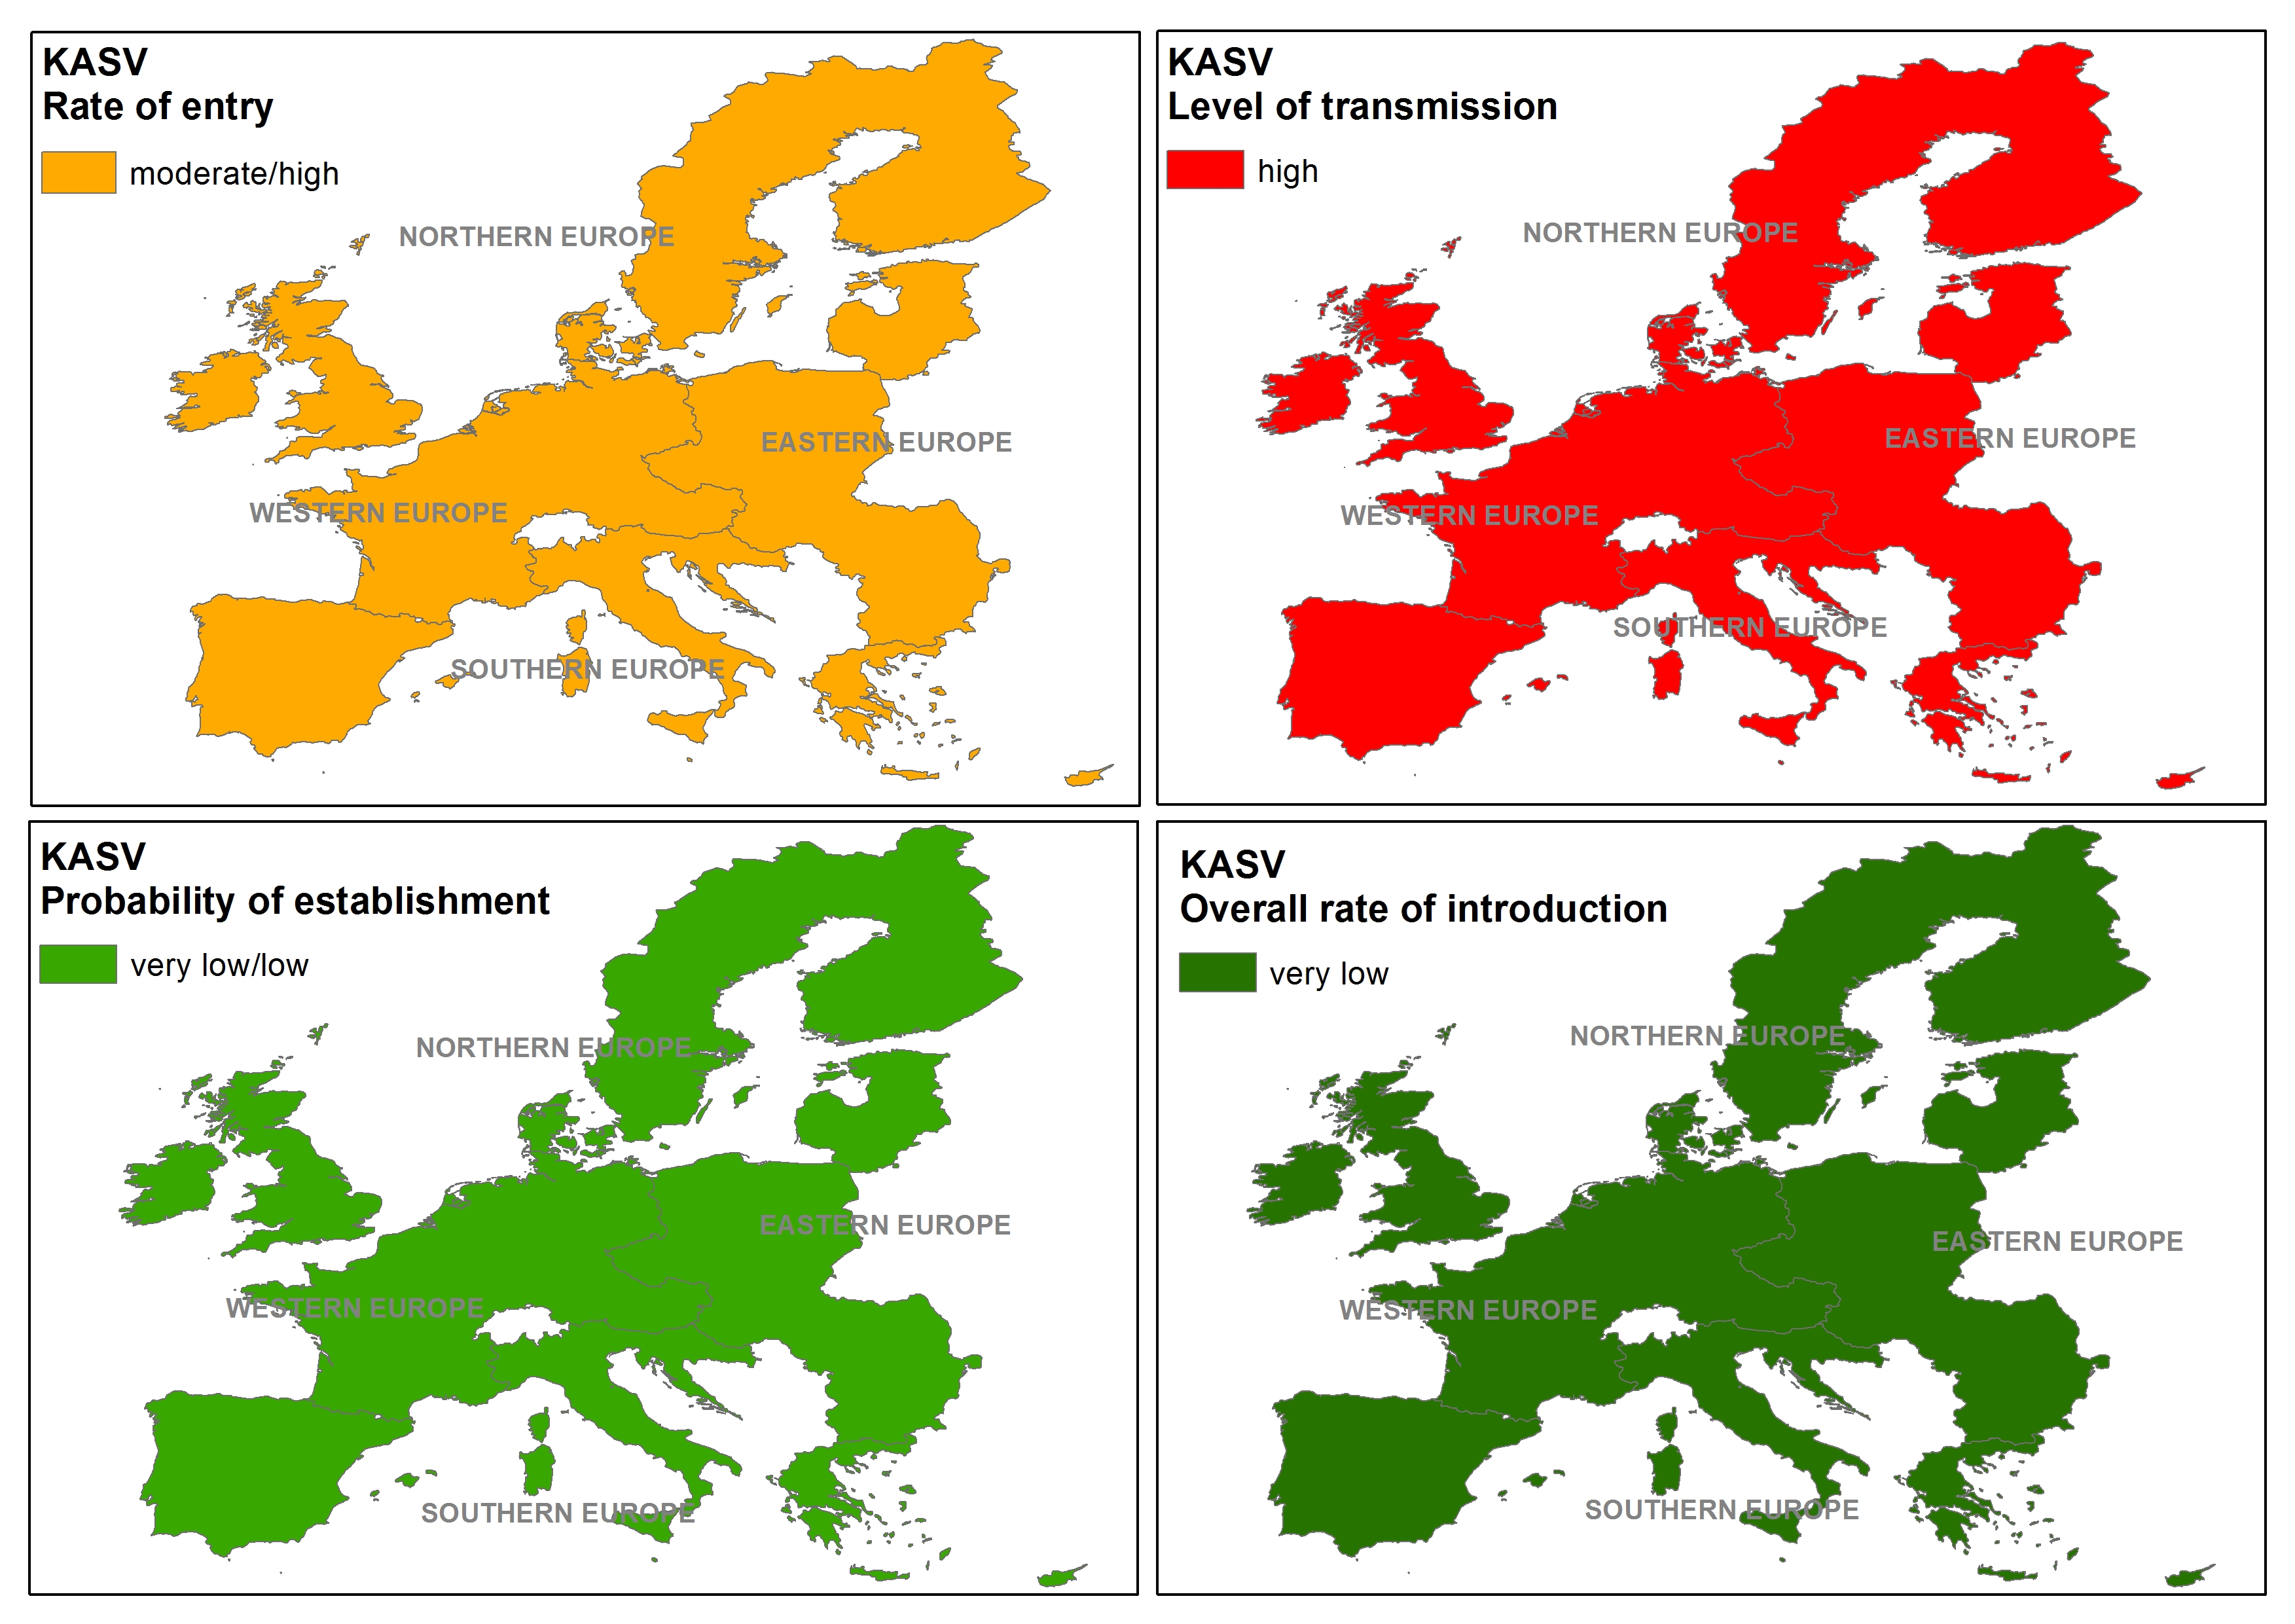 KASV
Rate of entry
moderate/high
NORTHERN EUROPE
EASTERN EUROPE
WESTERN EUROPE
SOUTHERN EUROPE
KASV
Level of transmission
high
NORTHERN EUROPE
EASTERN EUROPE
WESTERN EUROPE
SOUTHERN EUROPE
KASV
Probability of establishment
very low/low
NORTHERN EUROPE
EASTERN EUROPE
WESTERN EUROPE
SOUTHERN EUROPE
KASV
Overall rate of introduction
very low
NORTHERN EUROPE
EASTERN EUROPE
WESTERN EUROPE
SOUTHERN EUROPE